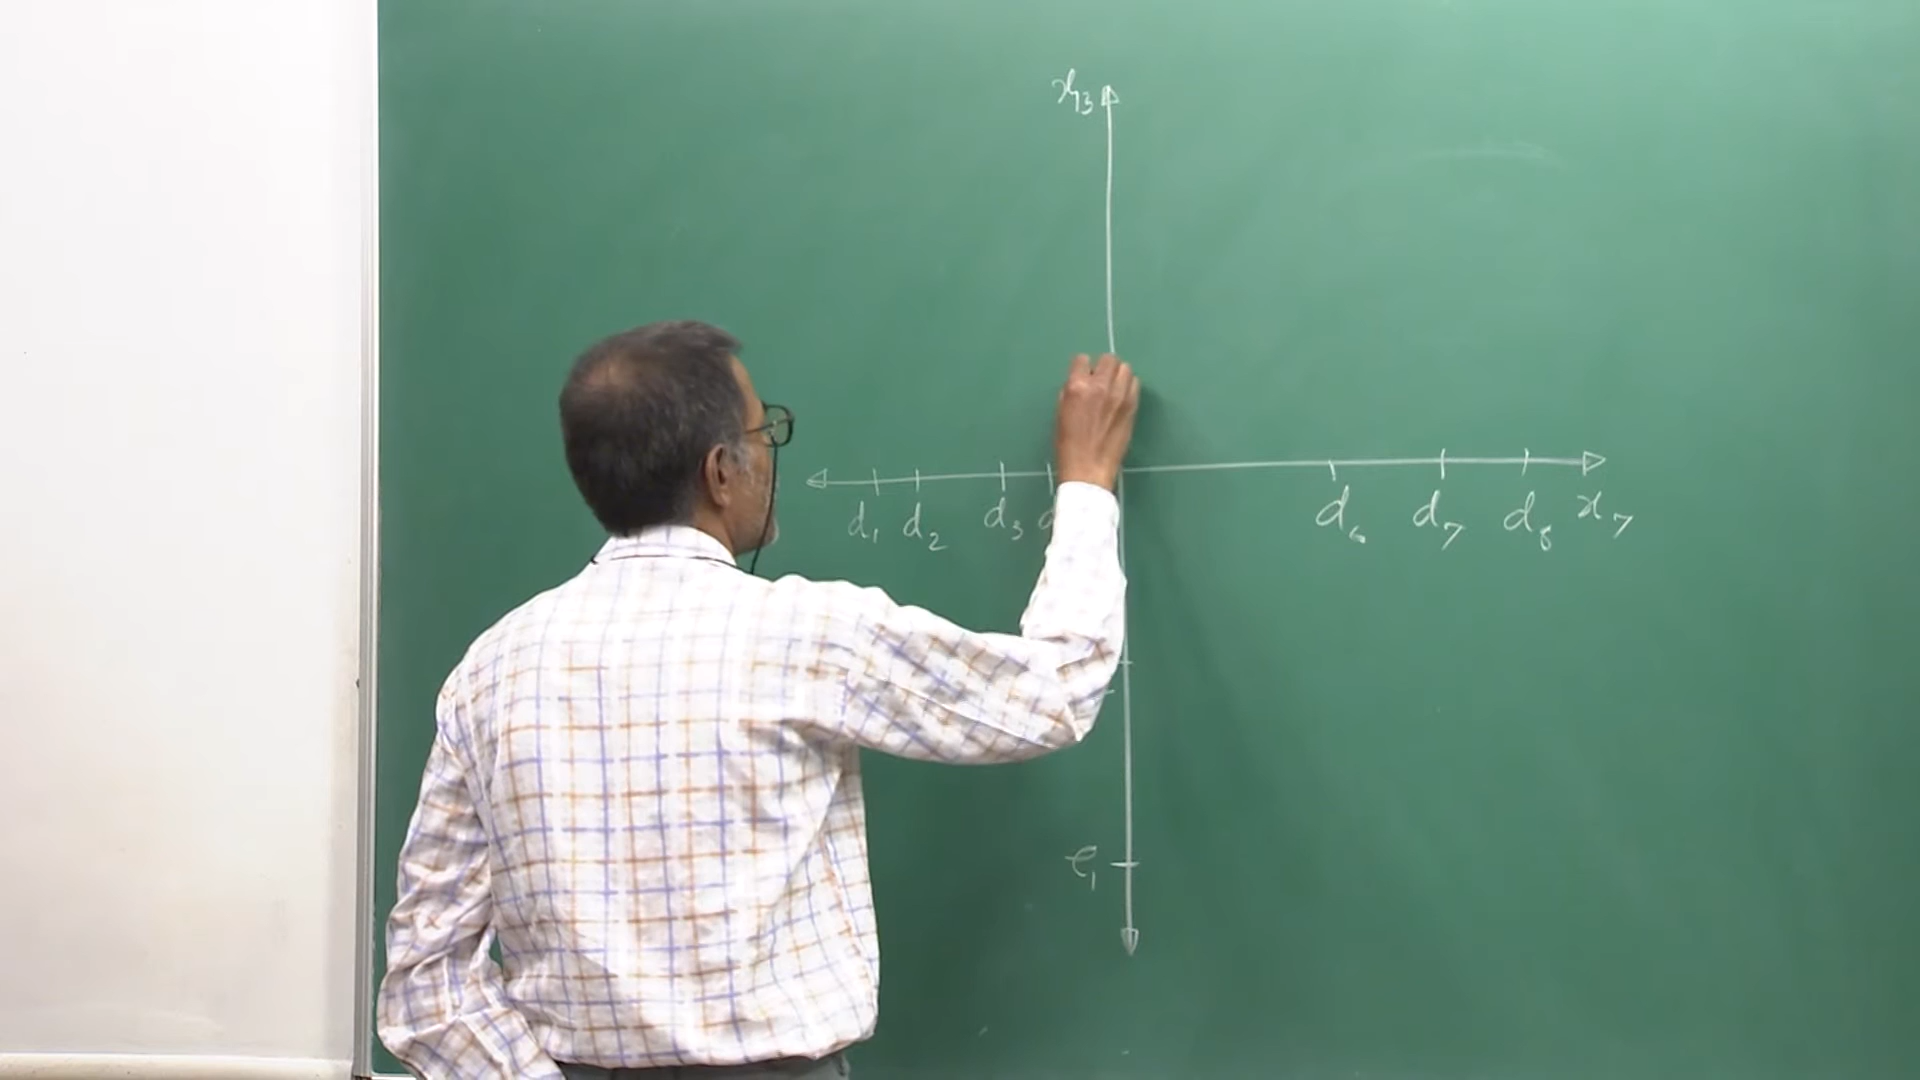 x₁₃
d₁ d₂ d₃ d d₆ d₇ d₈ x₇
e₁